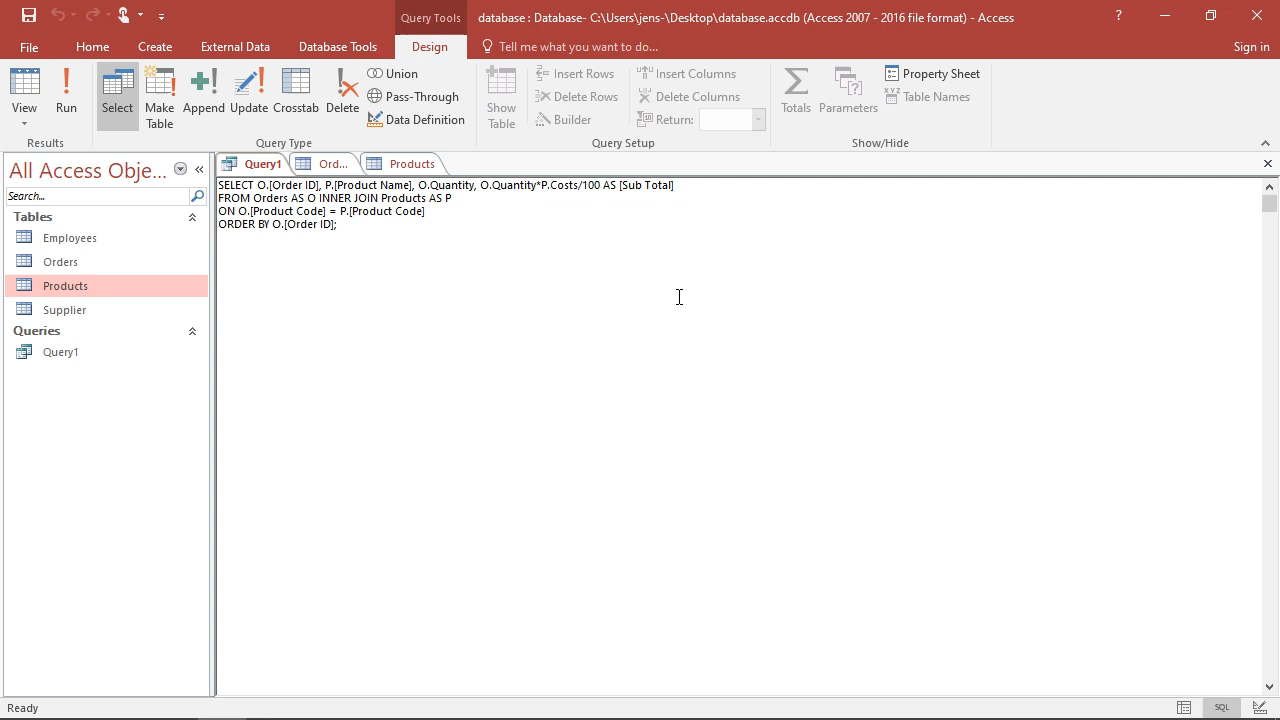 Query Tools
database : Database- C:\Users\jens-\Desktop\database.accdb (Access 2007 - 2016 file format) - Access
?
File
Home
Create
External Data
Database Tools
Design
Tell me what you want to do...
Sign in
View
Run
Select
Make Table
Append
Update
Crosstab
Delete
Union
Pass-Through
Data Definition
Show Table
Insert Rows
Delete Rows
Builder
Insert Columns
Delete Columns
Return:
Totals
Parameters
Property Sheet
Table Names
Results
Query Type
Query Setup
Show/Hide
All Access Obje...
Search...
Tables
Employees
Orders
Products
Supplier
Queries
Query1
Query1
Ord...
Products
SELECT O.[Order ID], P.[Product Name], O.Quantity, O.Quantity*P.Costs/100 AS [Sub Total]
FROM Orders AS O INNER JOIN Products AS P
ON O.[Product Code] = P.[Product Code]
ORDER BY O.[Order ID];
Ready
SQL